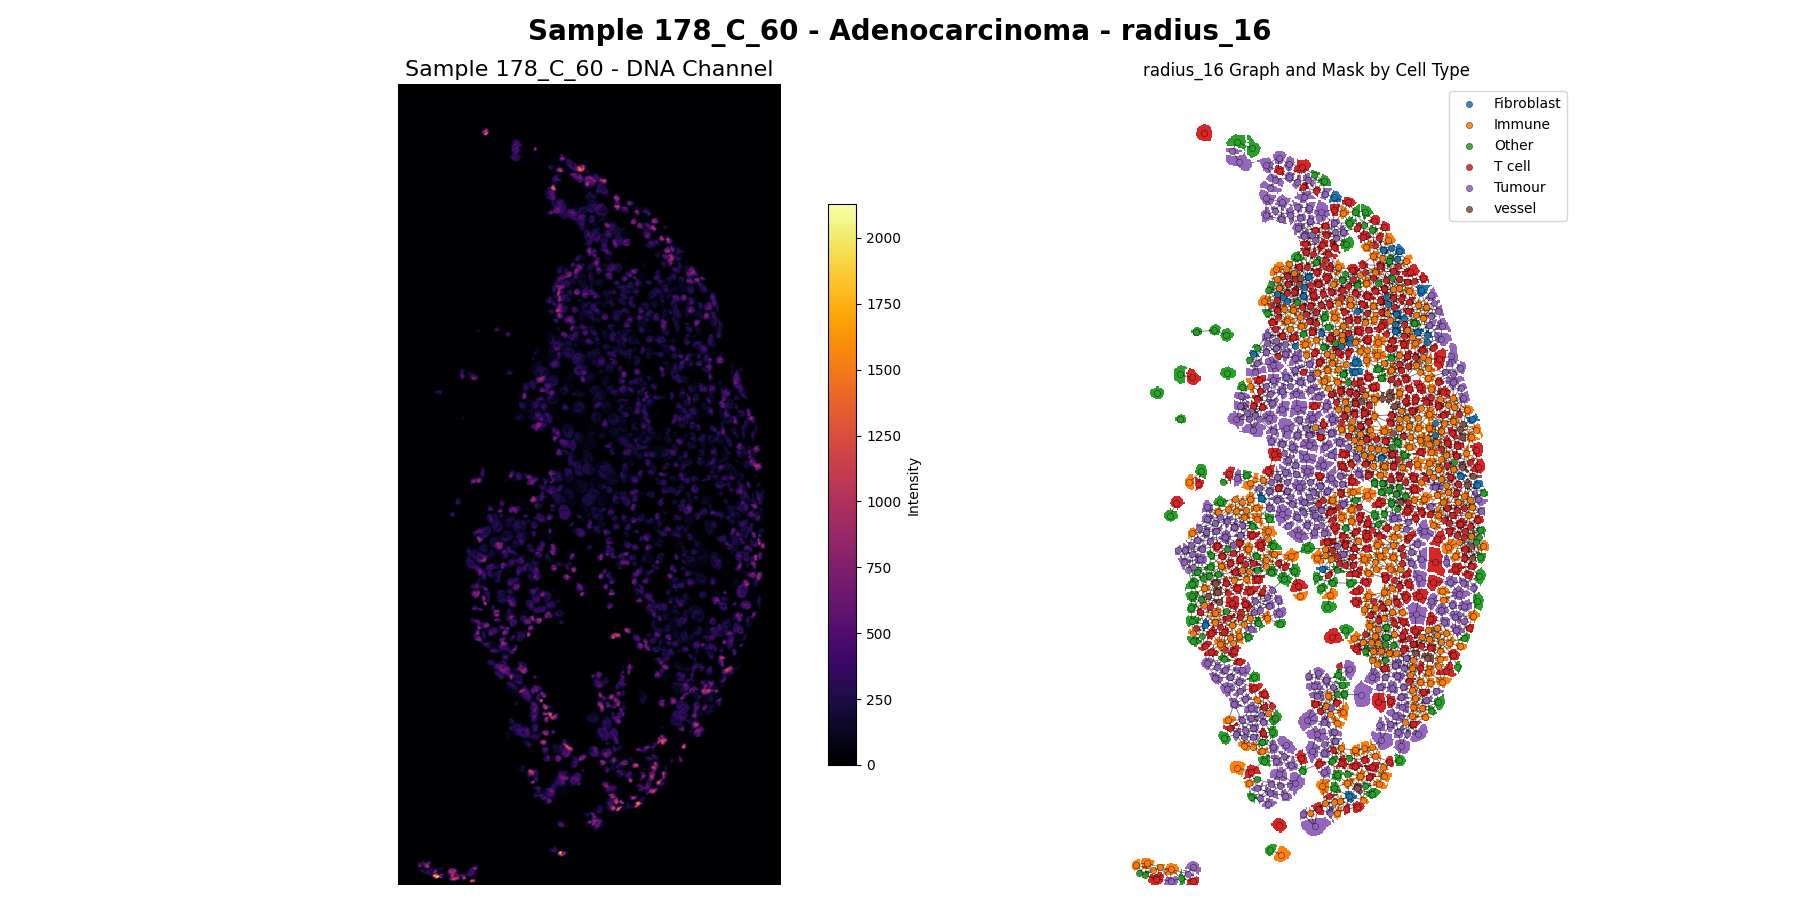 Sample 178_C_60 - Adenocarcinoma - radius_16
Sample 178_C_60 - DNA Channel
radius_16 Graph and Mask by Cell Type
Fibroblast
Immune
Other
T cell
Tumour
vessel
2000
1750
1500
1250
1000
750
500
250
0
Intensity